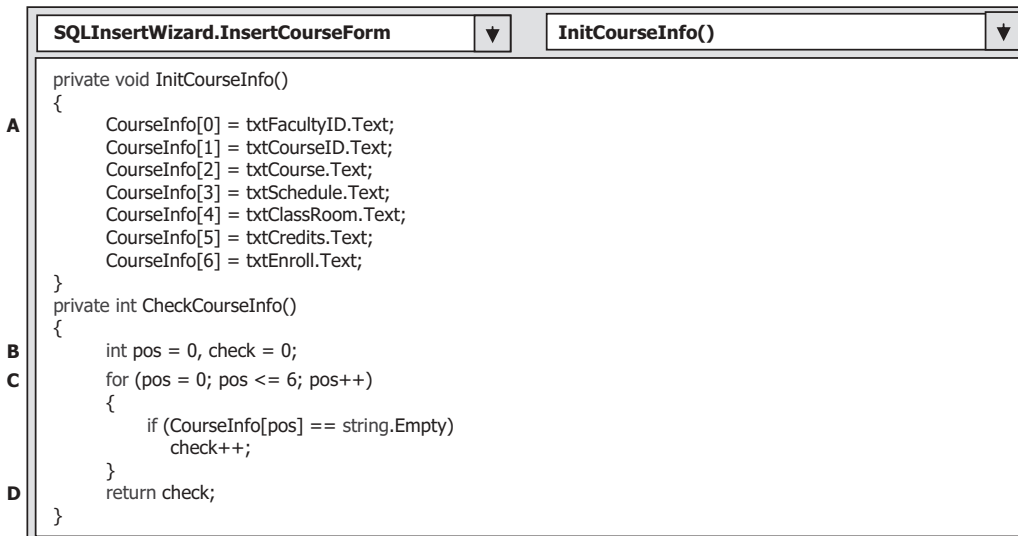 SQLInsertWizard.InsertCourseForm InitCourseInfo()
private void InitCourseInfo()
{
A CourseInfo[0] = txtFacultyID.Text;
CourseInfo[1] = txtCourseID.Text;
CourseInfo[2] = txtCourse.Text;
CourseInfo[3] = txtSchedule.Text;
CourseInfo[4] = txtClassRoom.Text;
CourseInfo[5] = txtCredits.Text;
CourseInfo[6] = txtEnroll.Text;
}
private int CheckCourseInfo()
{
B int pos = 0, check = 0;
C for (pos = 0; pos <= 6; pos++)
{
if (CourseInfo[pos] == string.Empty)
check++;
}
D return check;
}